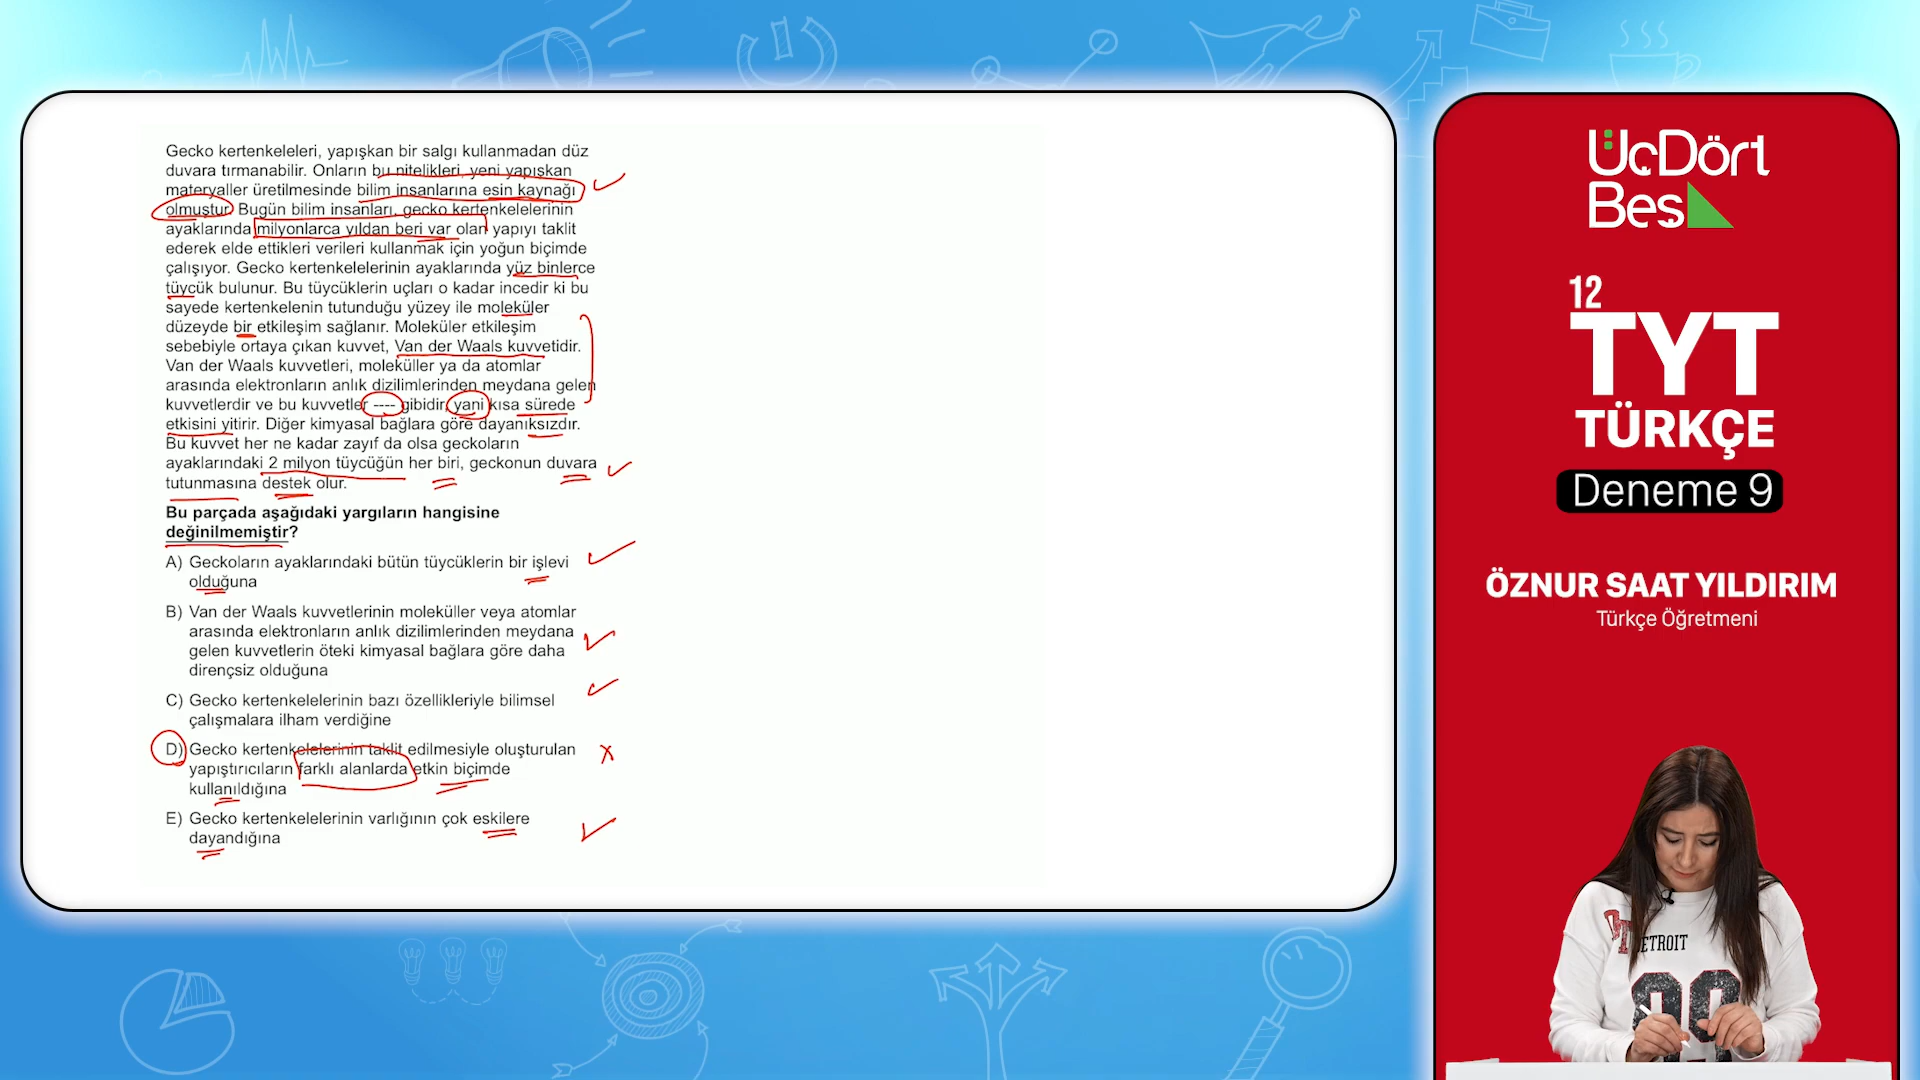 Gecko kertenkeleleri, yapışkan bir salgı kullanmadan düz
duvara tırmanabilir. Onların bu nitelikleri, yeni yapışkan
materyaller üretilmesinde bilim insanlarına esin kaynağı
olmuştur. Bugün bilim insanları, gecko kertenkelelerinin
ayaklarında milyonlarca yıldan beri var olan yapıyı taklit
ederek elde ettikleri verileri kullanmak için yoğun biçimde
çalışıyor. Gecko kertenkelelerinin ayaklarında yüz binlerce
tüycük bulunur. Bu tüycüklerin uçları o kadar incedir ki bu
sayede kertenkelenin tutunduğu yüzey ile moleküler
düzeyde bir etkileşim sağlanır. Moleküler etkileşim
sebebiyle ortaya çıkan kuvvet, Van der Waals kuvvetidir.
Van der Waals kuvvetleri, moleküller ya da atomlar
arasında elektronların anlık dizilimlerinden meydana gelen
kuvvetlerdir ve bu kuvvetler ---- gibidir, yani kısa sürede
etkisini yitirir. Diğer kimyasal bağlara göre dayanıksızdır.
Bu kuvvet her ne kadar zayıf da olsa geckoların
ayaklarındaki 2 milyon tüycüğün her biri, geckonun duvara
tutunmasına destek olur.
Bu parçada aşağıdaki yargıların hangisine
değinilmemiştir?
A) Geckoların ayaklarındaki bütün tüycüklerin bir işlevi
olduğuna
B) Van der Waals kuvvetlerinin moleküller veya atomlar
arasında elektronların anlık dizilimlerinden meydana
gelen kuvvetlerin öteki kimyasal bağlara göre daha
dirençsiz olduğuna
C) Gecko kertenkelelerinin bazı özellikleriyle bilimsel
çalışmalara ilham verdiğine
D) Gecko kertenkelelerinin taklit edilmesiyle oluşturulan
yapıştırıcıların farklı alanlarda etkin biçimde
kullanıldığına
E) Gecko kertenkelelerinin varlığının çok eskilere
dayandığına
ÜçDört
Beş
12
TYT
TÜRKÇE
Deneme 9
ÖZNUR SAAT YILDIRIM
Türkçe Öğretmeni
DETROIT